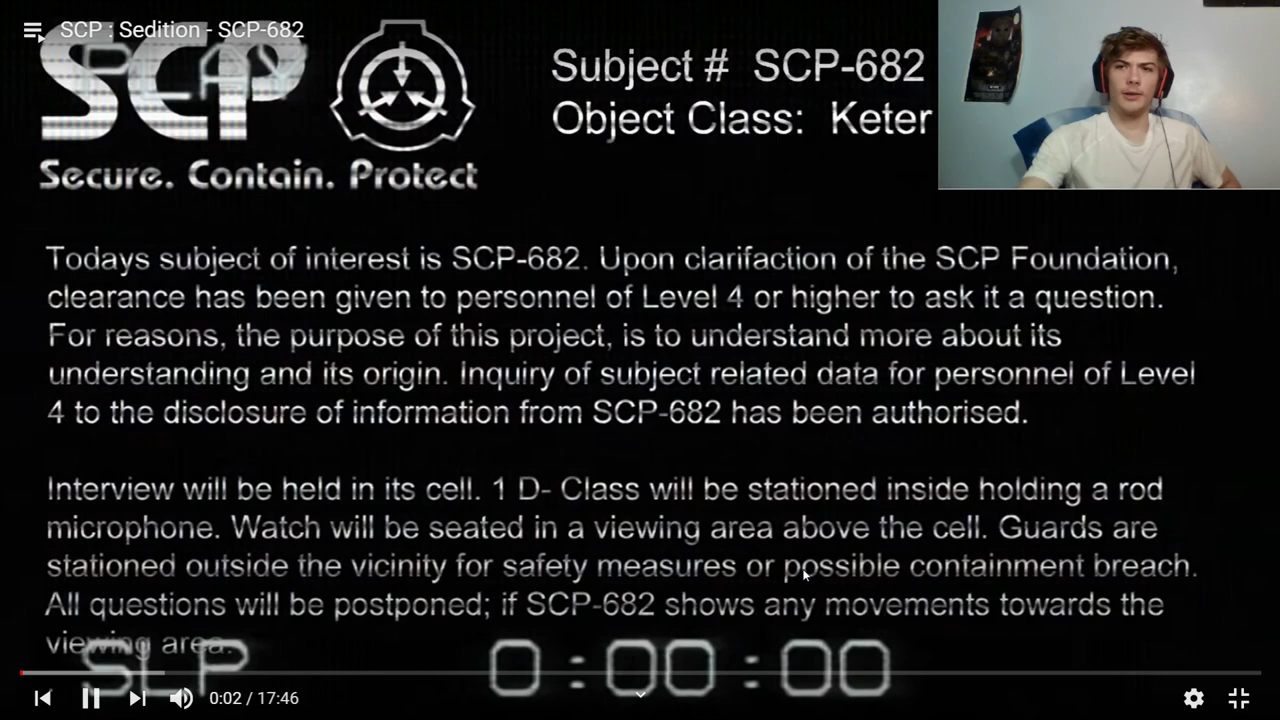 SCP : Sedition - SCP-682
SCP
PLAY
Secure. Contain. Protect
Subject # SCP-682
Object Class: Keter
Todays subject of interest is SCP-682. Upon clarifaction of the SCP Foundation,
clearance has been given to personnel of Level 4 or higher to ask it a question.
For reasons, the purpose of this project, is to understand more about its
understanding and its origin. Inquiry of subject related data for personnel of Level
4 to the disclosure of information from SCP-682 has been authorised.
Interview will be held in its cell. 1 D- Class will be stationed inside holding a rod
microphone. Watch will be seated in a viewing area above the cell. Guards are
stationed outside the vicinity for safety measures or possible containment breach.
All questions will be postponed; if SCP-682 shows any movements towards the
viewing area.
SLP 0:00:00
0:02 / 17:46